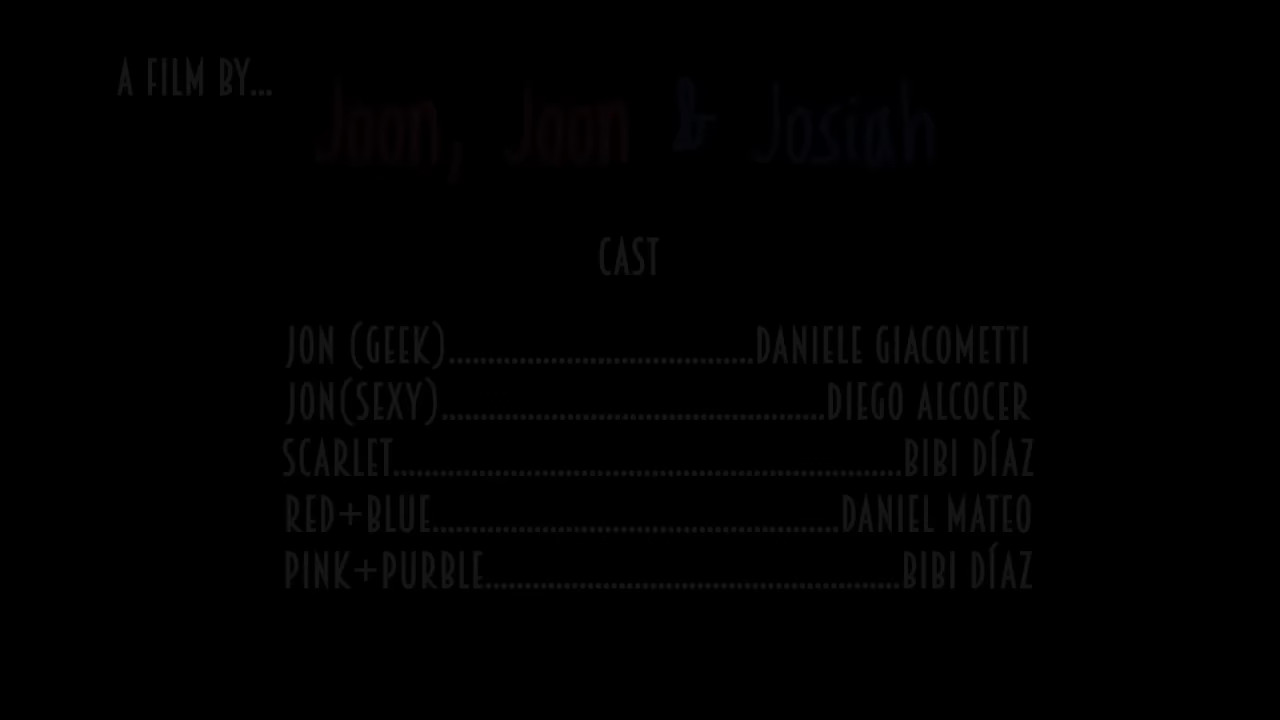 A FILM BY...
Joon, Joon & Josiah
CAST
JON (GEEK)......................................DANIELE GIACOMETTI
JON(SEXY)................................................DIEGO ALCOCER
SCARLET................................................................BIBI DÍAZ
RED+BLUE...................................................DANIEL MATEO
PINK+PURBLE....................................................BIBI DÍAZ